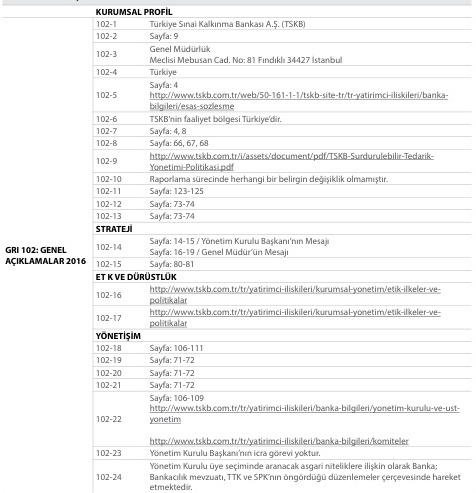 KURUMSAL PROFİL
102-1 Türkiye Sınai Kalkınma Bankası A.Ş. (TSKB)
102-2 Sayfa: 9
102-3 Genel Müdürlük
Meclisi Mebusan Cad. No: 81 Fındıklı 34427 İstanbul
102-4 Türkiye
102-5 Sayfa: 4
http://www.tskb.com.tr/web/50-161-1-1/tskb-site-tr/tr-yatirimci-iliskileri/banka-
bilgileri/esas-sozlesme
102-6 TSKB'nin faaliyet bölgesi Türkiye'dir.
102-7 Sayfa: 4, 8
102-8 Sayfa: 66, 67, 68
102-9 http://www.tskb.com.tr/i/assets/document/pdf/TSKB-Surdurulebilir-Tedarik-
Yonetimi-Politikasi.pdf
102-10 Raporlama sürecinde herhangi bir belirgin değişiklik olmamıştır.
102-11 Sayfa: 123-125
102-12 Sayfa: 73-74
102-13 Sayfa: 73-74
STRATEJİ
GRI 102: GENEL
AÇIKLAMALAR 2016
102-14 Sayfa: 14-15 / Yönetim Kurulu Başkanı'nın Mesajı
Sayfa: 16-19 / Genel Müdür'ün Mesajı
102-15 Sayfa: 80-81
ET K VE DÜRÜSTLÜK
102-16 http://www.tskb.com.tr/tr/yatirimci-iliskileri/kurumsal-yonetim/etik-ilkeler-ve-
politikalar
102-17 http://www.tskb.com.tr/tr/yatirimci-iliskileri/kurumsal-yonetim/etik-ilkeler-ve-
politikalar
YÖNETİŞİM
102-18 Sayfa: 106-111
102-19 Sayfa: 71-72
102-20 Sayfa: 71-72
102-21 Sayfa: 71-72
102-22 Sayfa: 106-109
http://www.tskb.com.tr/tr/yatirimci-iliskileri/banka-bilgileri/yonetim-kurulu-ve-ust-
yonetim
http://www.tskb.com.tr/tr/yatirimci-iliskileri/banka-bilgileri/komiteler
102-23 Yönetim Kurulu Başkanı'nın icra görevi yoktur.
102-24 Yönetim Kurulu üye seçiminde aranacak asgari niteliklere ilişkin olarak Banka;
Bankacılık mevzuatı, TTK ve SPK'nın öngördüğü düzenlemeler çerçevesinde hareket
etmektedir.